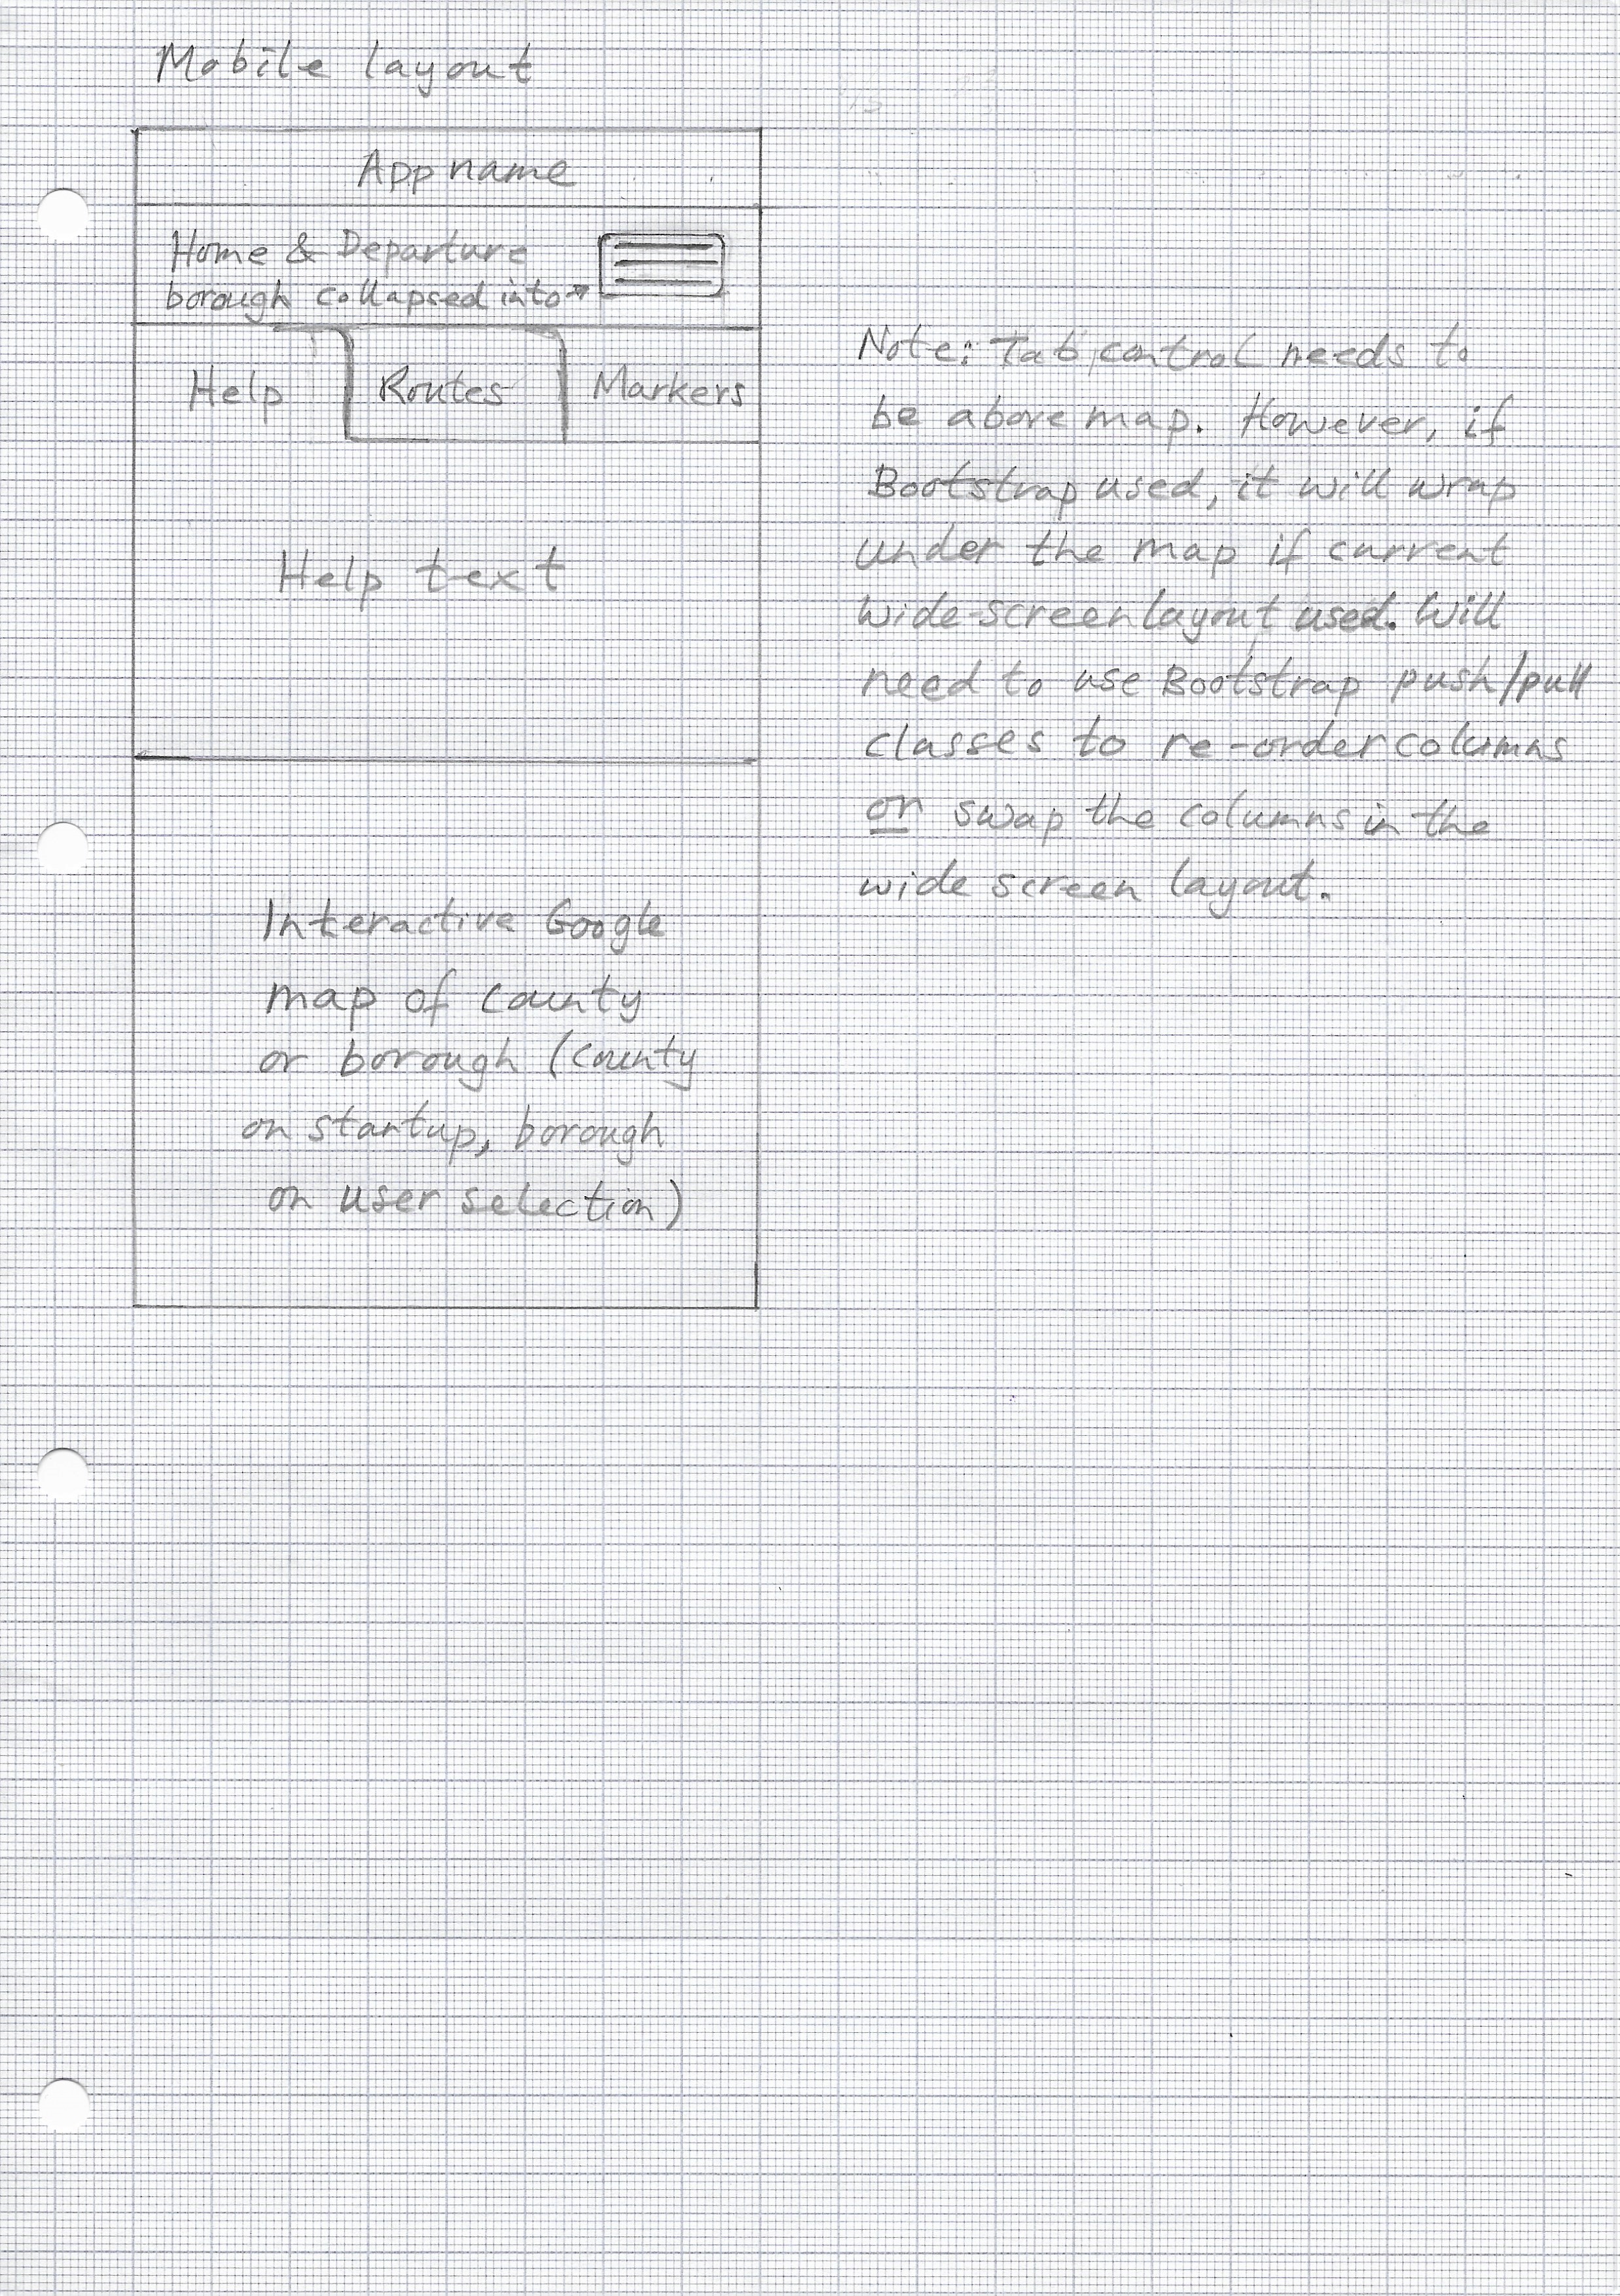 Mobile layout
App name
Home & Departure
borough collapsed into
Help Routes Markers
Help text
Interactive Google
map of county
or borough (county
on startup, borough
on user selection)
Note: Tab control needs to
be above map. However, if
Bootstrap used, it will wrap
under the map if current
wide-screen layout used. Will
need to use Bootstrap push/pull
classes to re-order columns
or swap the columns in the
wide screen layout.